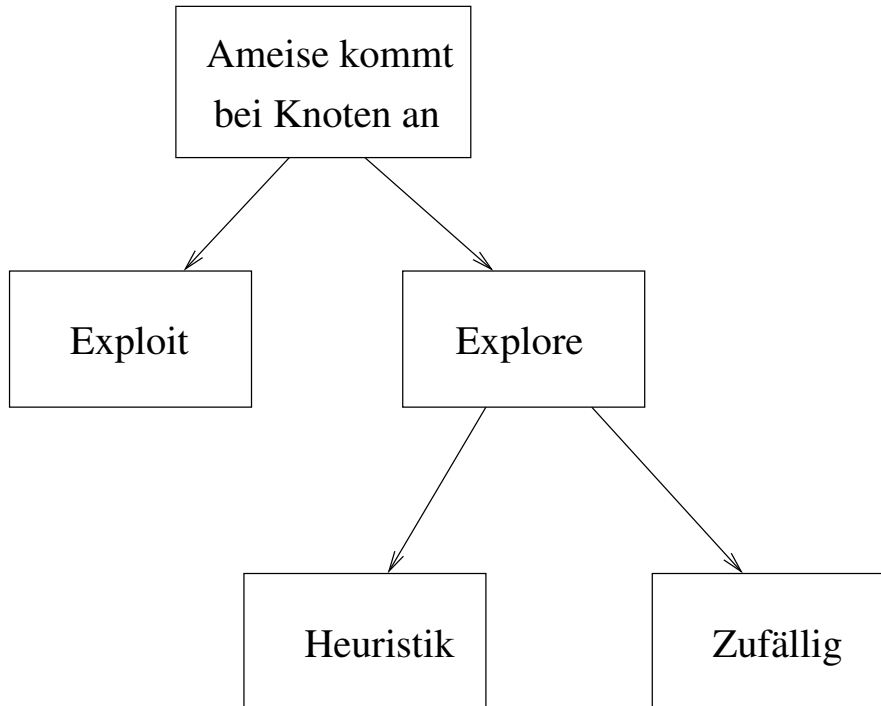 Ameise kommt
bei Knoten an
Exploit
Explore
Heuristik
Zufällig